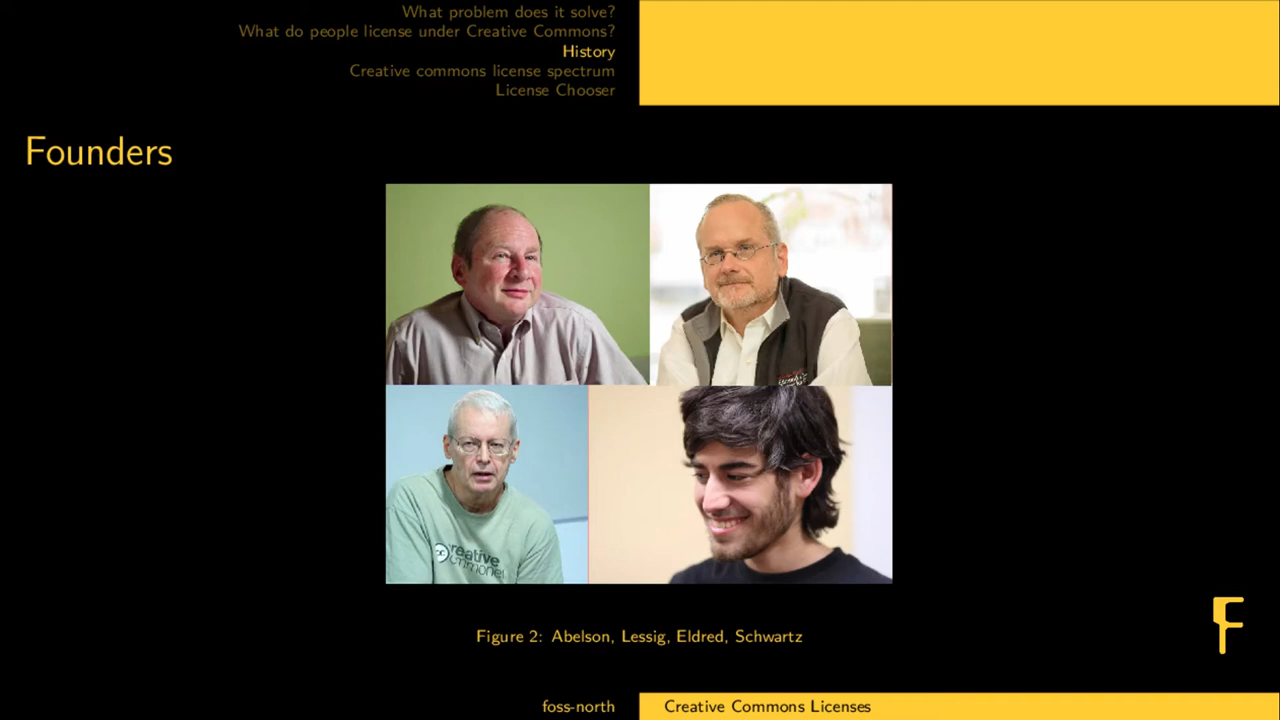 What problem does it solve?
What do people license under Creative Commons?
History
Creative commons license spectrum
License Chooser
Founders
creative
commons
Figure 2: Abelson, Lessig, Eldred, Schwartz
foss-north
Creative Commons Licenses